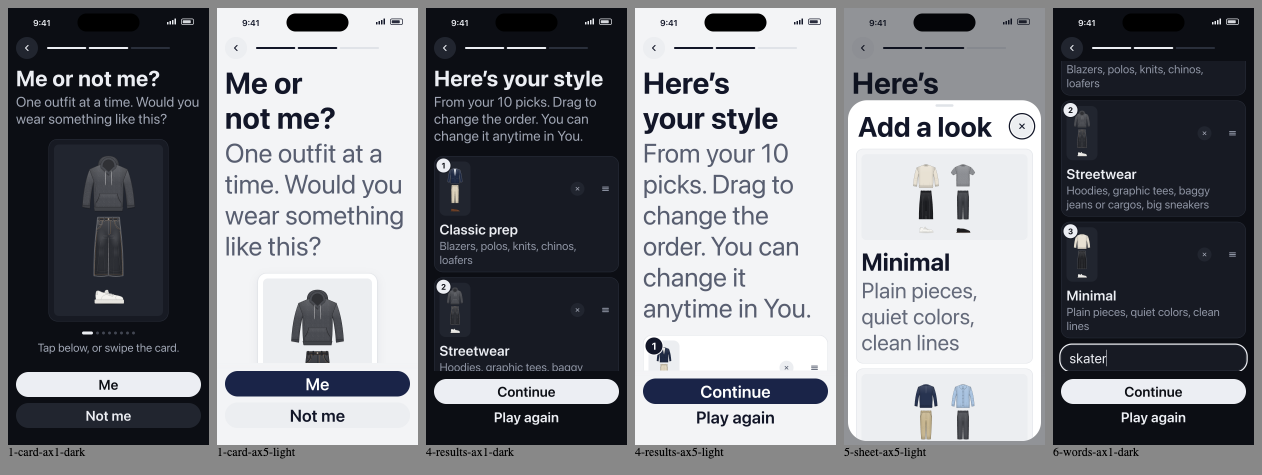 9:41
Me or not me?
One outfit at a time. Would you
wear something like this?
Tap below, or swipe the card.
Me
Not me
1-card-ax1-dark
9:41
Me or
not me?
One outfit at a
time. Would you
wear something
like this?
Me
Not me
1-card-ax5-light
9:41
Here's your style
From your 10 picks. Drag to
change the order. You can
change it anytime in You.
1
Classic prep
Blazers, polos, knits, chinos,
loafers
2
Streetwear
Hoodies, graphic tees, baggy
Continue
Play again
4-results-ax1-dark
9:41
Here's
your style
From your 10
picks. Drag to
change the
order. You can
change it
anytime in You.
1
Continue
Play again
4-results-ax5-light
9:41
Here's
Add a look
Minimal
Plain pieces,
quiet colors,
clean lines
5-sheet-ax5-light
9:41
Blazers, polos, knits, chinos,
loafers
2
Streetwear
Hoodies, graphic tees, baggy
jeans or cargos, big sneakers
3
Minimal
Plain pieces, quiet colors, clean
lines
skater
Continue
Play again
6-words-ax1-dark